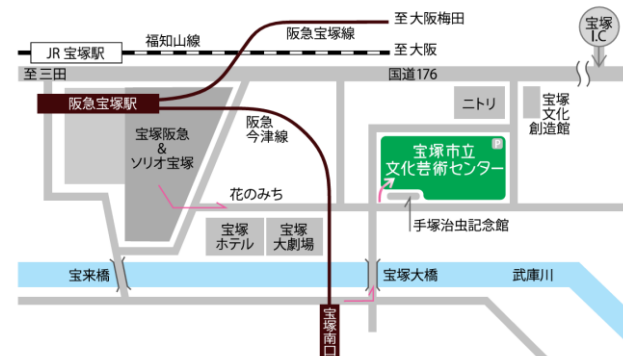 至大阪梅田
宝塚
I.C
福知山線
阪急宝塚線
JR 宝塚駅
至大阪
至三田
国道176
阪急宝塚駅
阪急
今津線
ニトリ
宝塚
文化
創造館
宝塚阪急
&
ソリオ宝塚
P
宝塚市立
文化芸術センター
花のみち
手塚治虫記念館
宝塚
ホテル
宝塚
大劇場
宝来橋
宝塚大橋
武庫川
宝塚南口